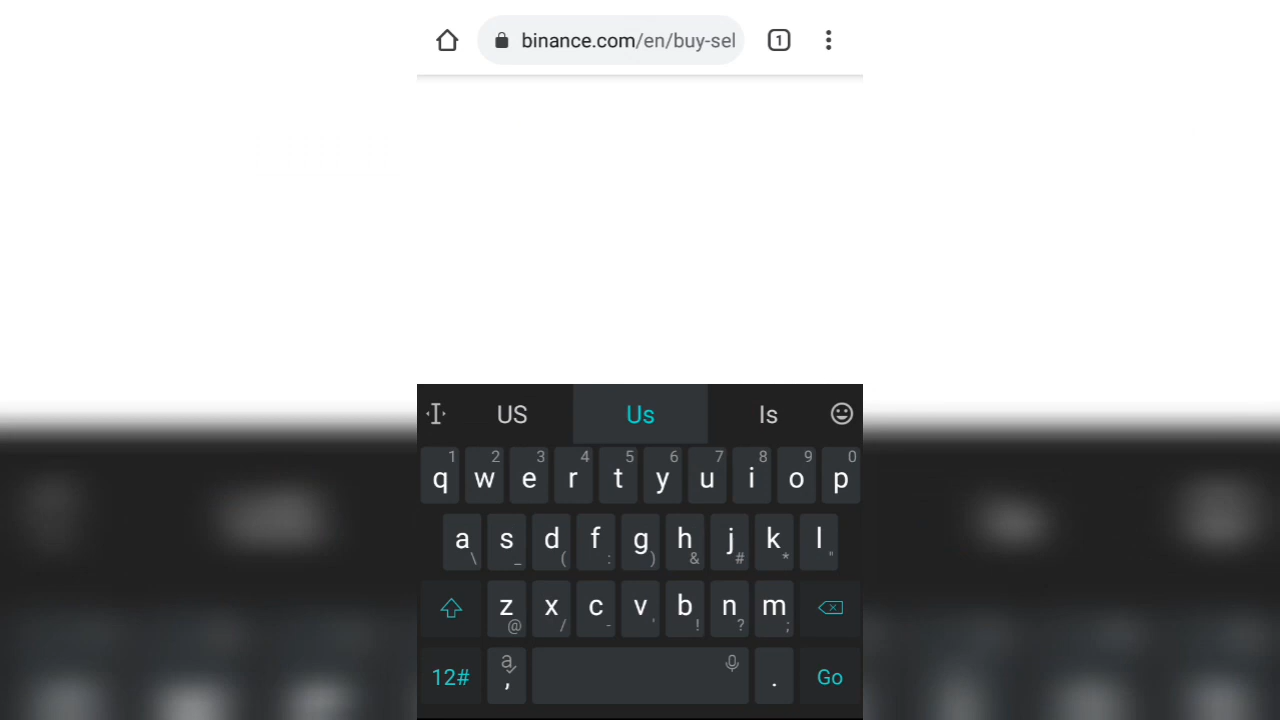 binance.com/en/buy-sel 1
US Us Is
1 2 3 4 5 6 7 8 9 0
q w e r t y u i o p
a s d f g h j k l
\ _ ( : ) & # * "
z x c v b n m
@ / - ' ! ? ;
12# a , . Go